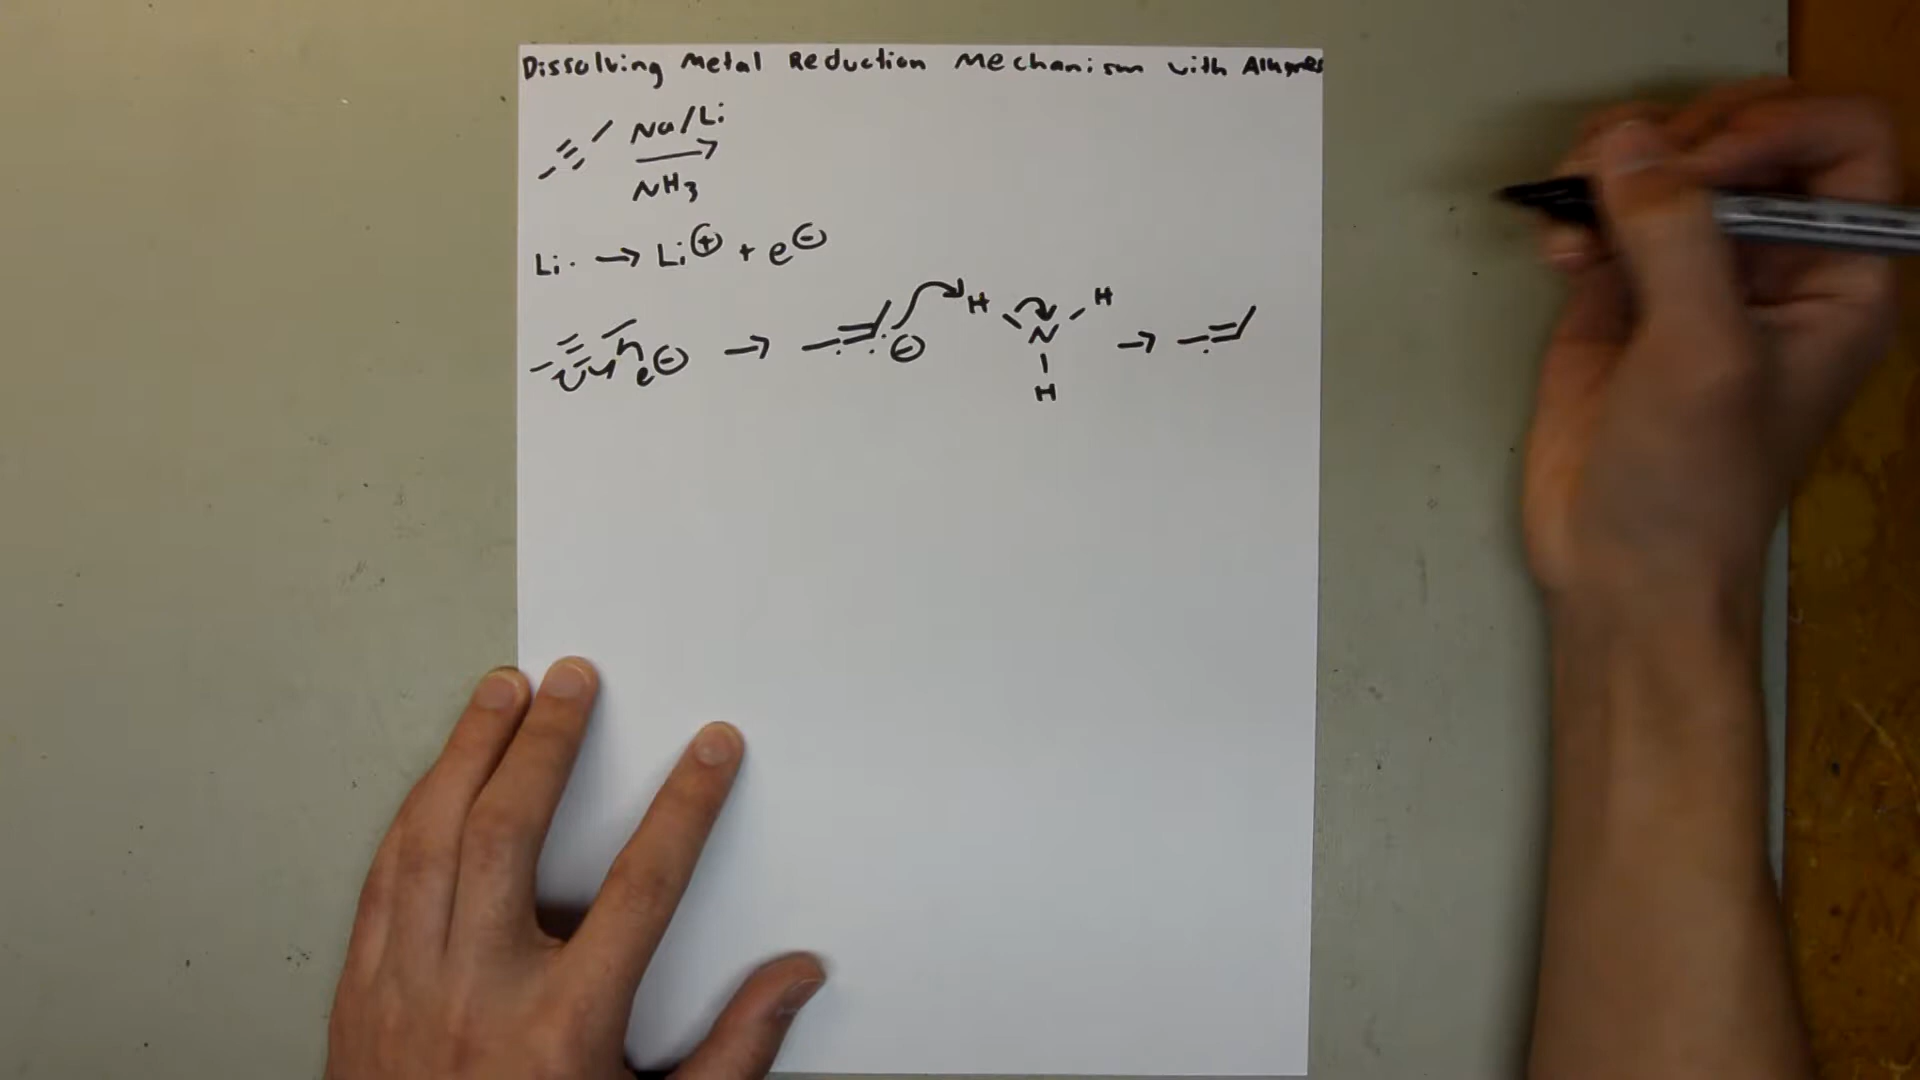 Dissolving Metal Reduction Mechanism with Alkynes
Na/Li
NH3
Li· → Li⊕ + e⊖
e⊖ → ⊖ H N H H →